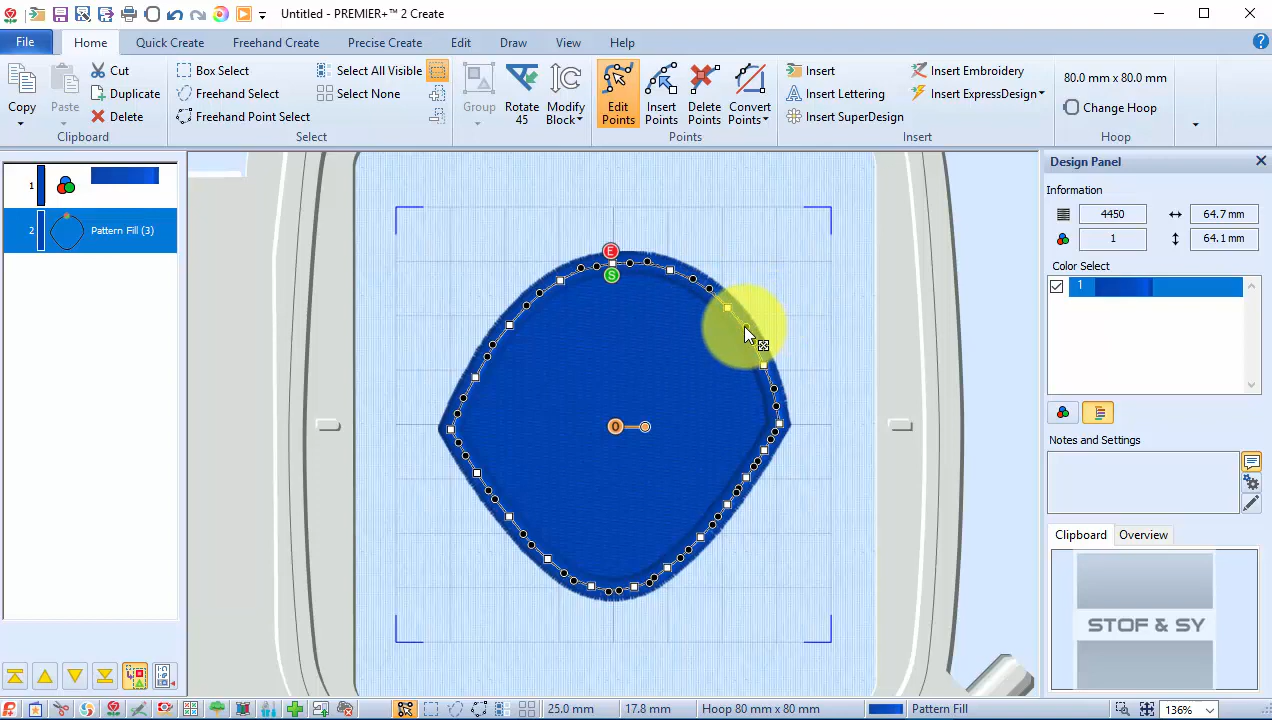 Untitled - PREMIER+™ 2 Create
File Home Quick Create Freehand Create Precise Create Edit Draw View Help
Copy Paste Cut Duplicate Delete
Clipboard
Box Select Freehand Select Freehand Point Select Select All Visible Select None
Select
Group Rotate 45 Modify Block
Edit Points Insert Points Delete Points Convert Points
Points
Insert Insert Lettering Insert SuperDesign Insert Embroidery Insert ExpressDesign
Insert
80.0 mm x 80.0 mm
Change Hoop
Hoop
1
2 Pattern Fill (3)
E
S
0
Design Panel
Information
4450 64.7 mm
1 64.1 mm
Color Select
1
Notes and Settings
Clipboard Overview
STOF & SY
25.0 mm 17.8 mm Hoop 80 mm x 80 mm Pattern Fill 136%